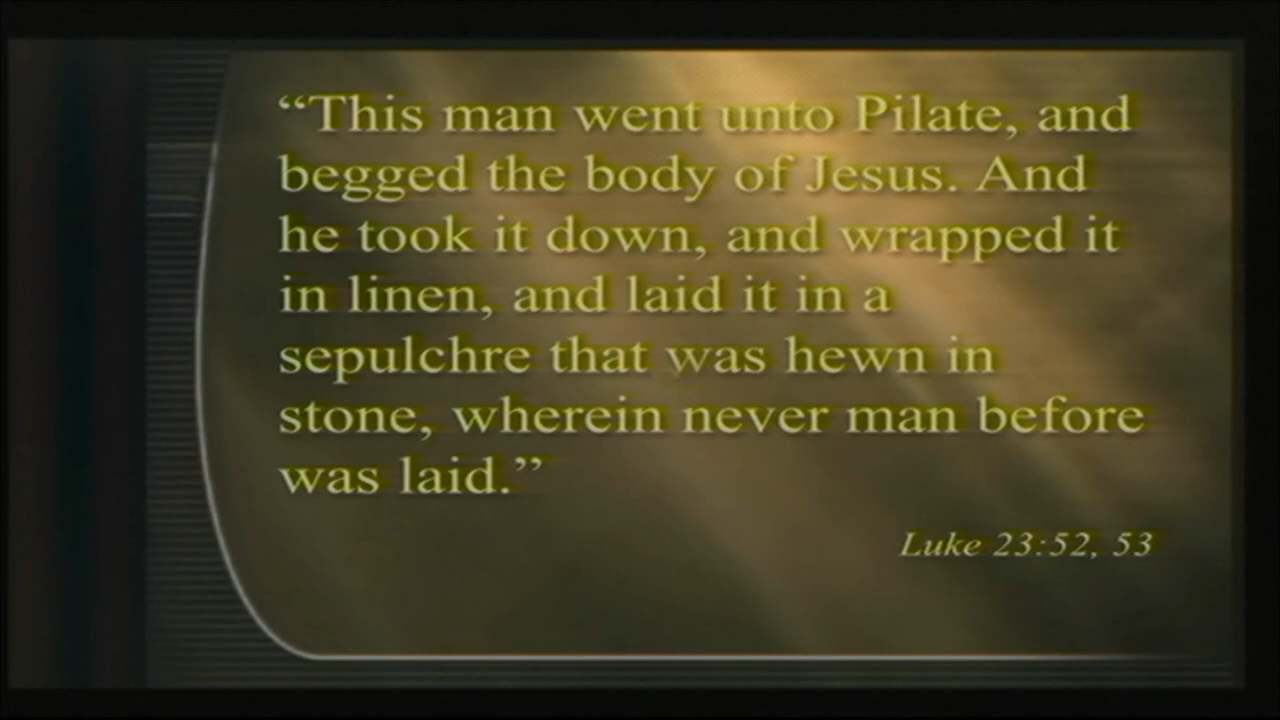 “This man went unto Pilate, and
begged the body of Jesus. And
he took it down, and wrapped it
in linen, and laid it in a
sepulchre that was hewn in
stone, wherein never man before
was laid.”
Luke 23:52, 53